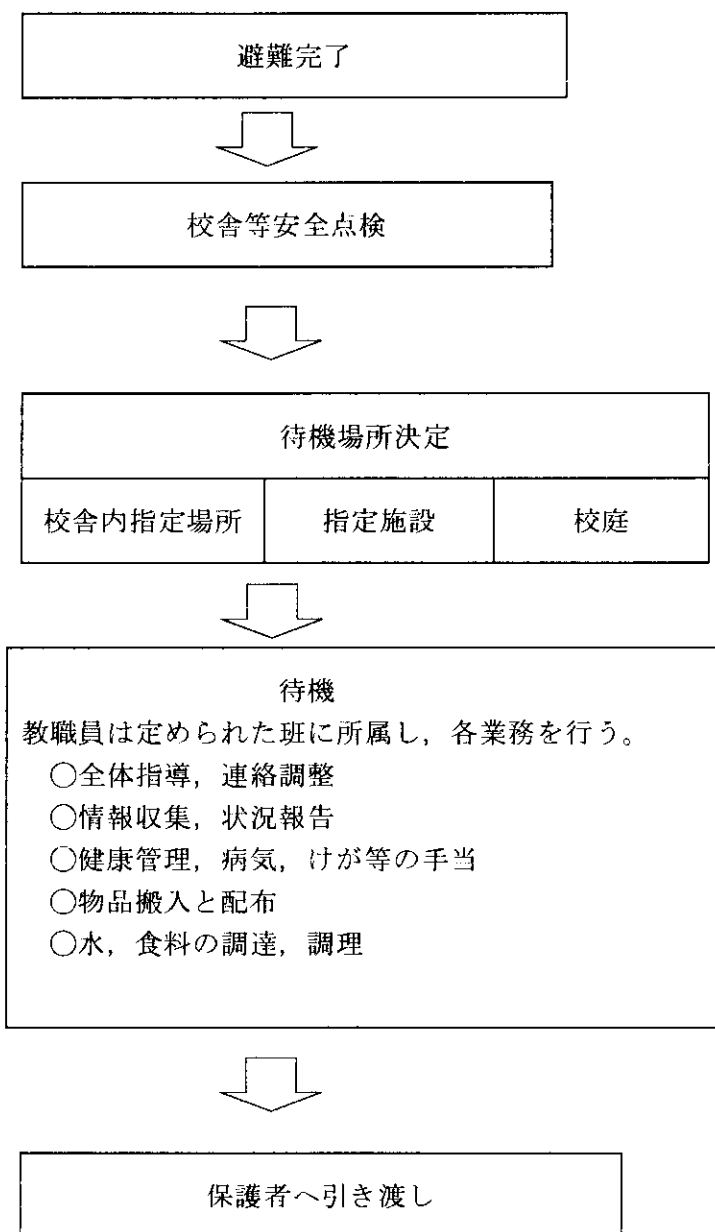 避難完了
校舎等安全点検
待機場所決定
校舎内指定場所
指定施設
校庭
待機
教職員は定められた班に所属し，各業務を行う。
○全体指導，連絡調整
○情報収集，状況報告
○健康管理，病気，けが等の手当
○物品搬入と配布
○水，食料の調達，調理
保護者へ引き渡し